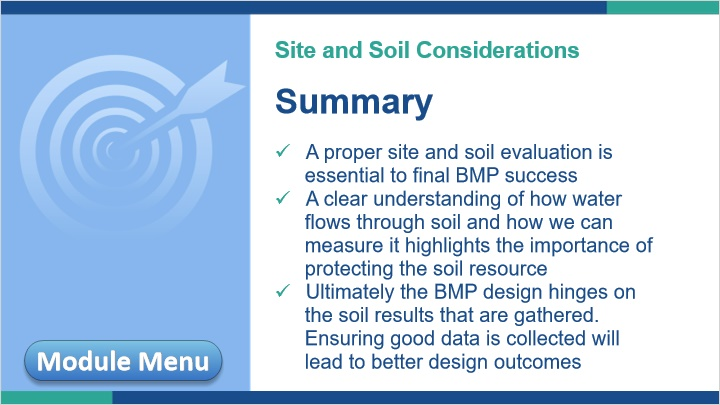 Site and Soil Considerations
Summary
✓ A proper site and soil evaluation is
essential to final BMP success
✓ A clear understanding of how water
flows through soil and how we can
measure it highlights the importance of
protecting the soil resource
✓ Ultimately the BMP design hinges on
the soil results that are gathered.
Ensuring good data is collected will
lead to better design outcomes
Module Menu